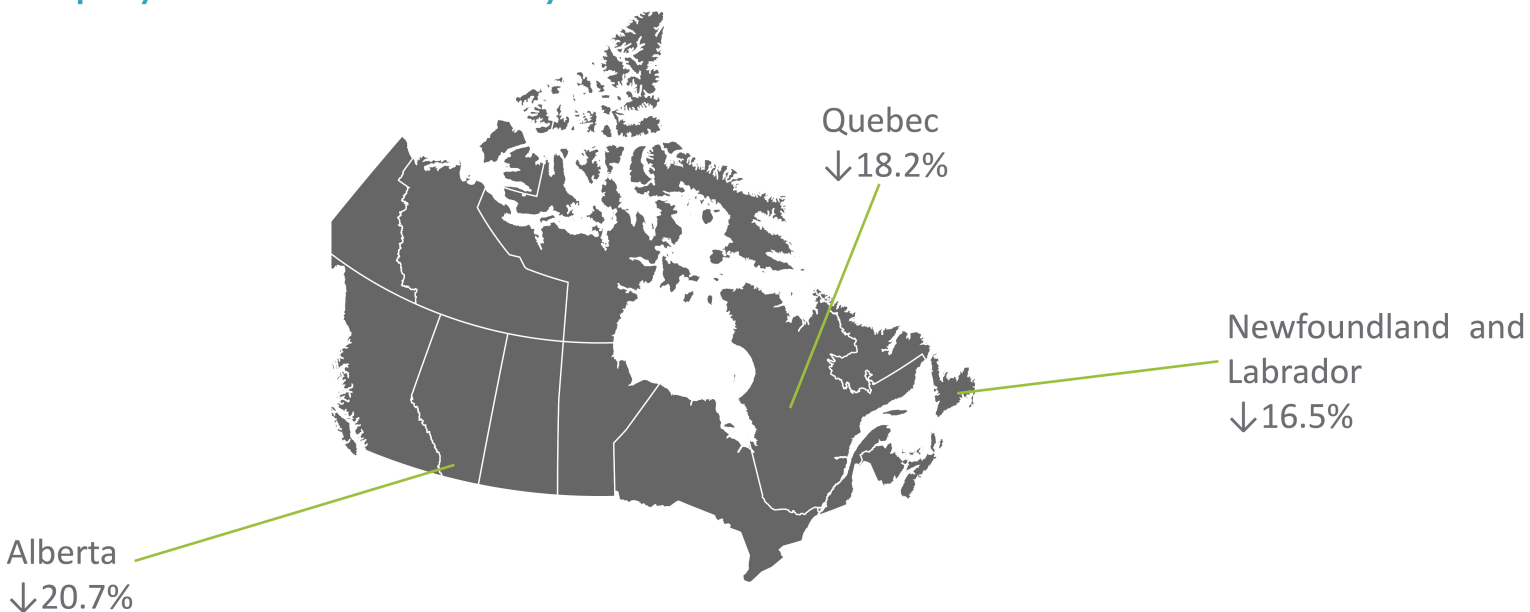 Quebec
↓18.2%
Newfoundland and
Labrador
↓16.5%
Alberta
↓20.7%